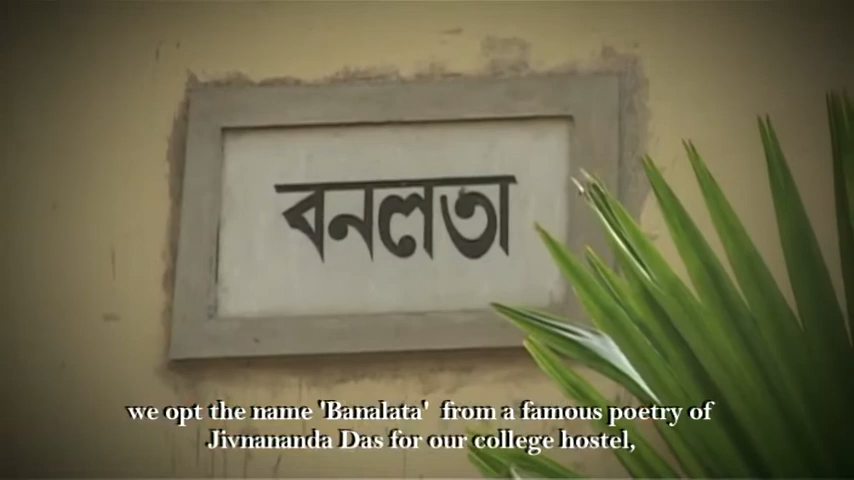 বনলতা
we opt the name 'Banalata' from a famous poetry of
Jivnananda Das for our college hostel,